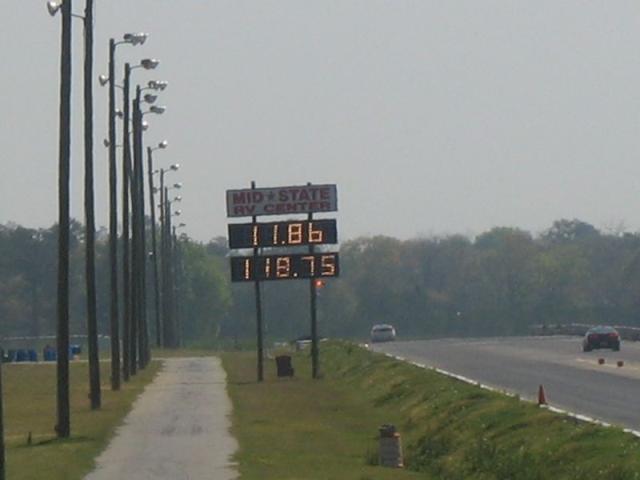 MID★STATE
RV CENTER
11.86
118.75